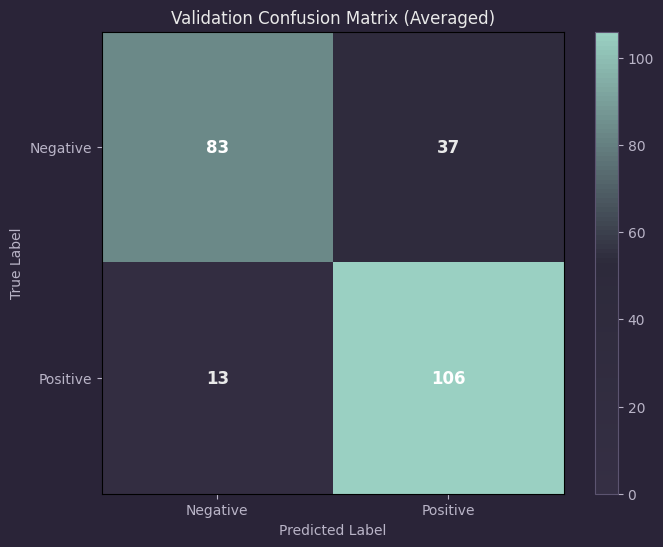 Validation Confusion Matrix (Averaged)
True Label
Negative
83
37
Positive
13
106
Negative
Positive
Predicted Label
100
80
60
40
20
0